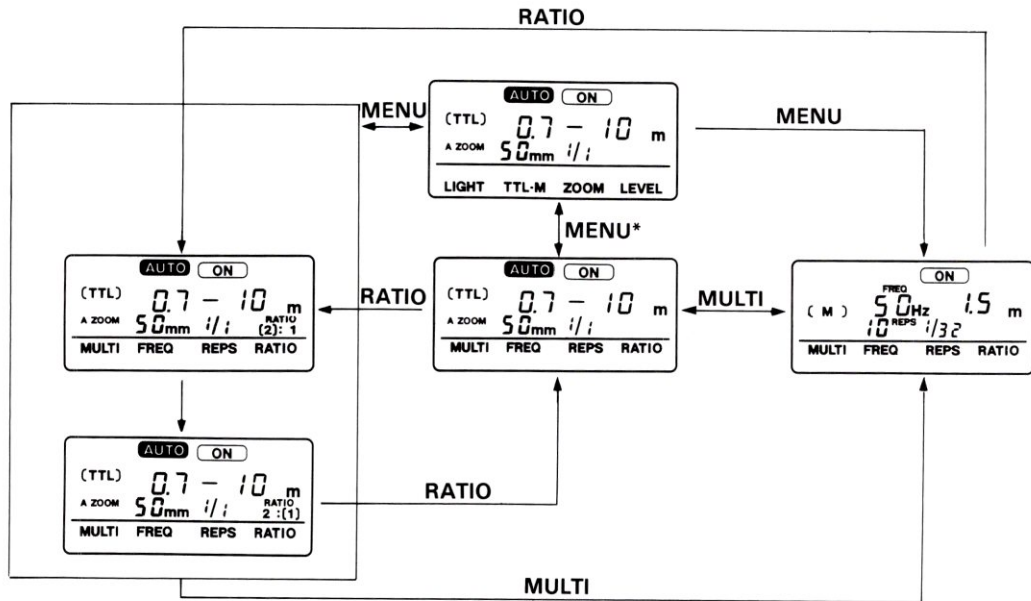 RATIO
AUTO ON
(TTL) 0.7 – 10 m
A ZOOM 50mm 1/1
LIGHT TTL·M ZOOM LEVEL
MENU
MENU
MENU*
AUTO ON
(TTL) 0.7 – 10 m
A ZOOM 50mm 1/1 RATIO (2): 1
MULTI FREQ REPS RATIO
RATIO
AUTO ON
(TTL) 0.7 – 10 m
A ZOOM 50mm 1/1
MULTI FREQ REPS RATIO
MULTI
ON
( M ) FREQ 50Hz 1.5 m
10 REPS 1/32
MULTI FREQ REPS RATIO
AUTO ON
(TTL) 0.7 – 10 m
A ZOOM 50mm 1/1 RATIO 2 :(1)
MULTI FREQ REPS RATIO
RATIO
MULTI